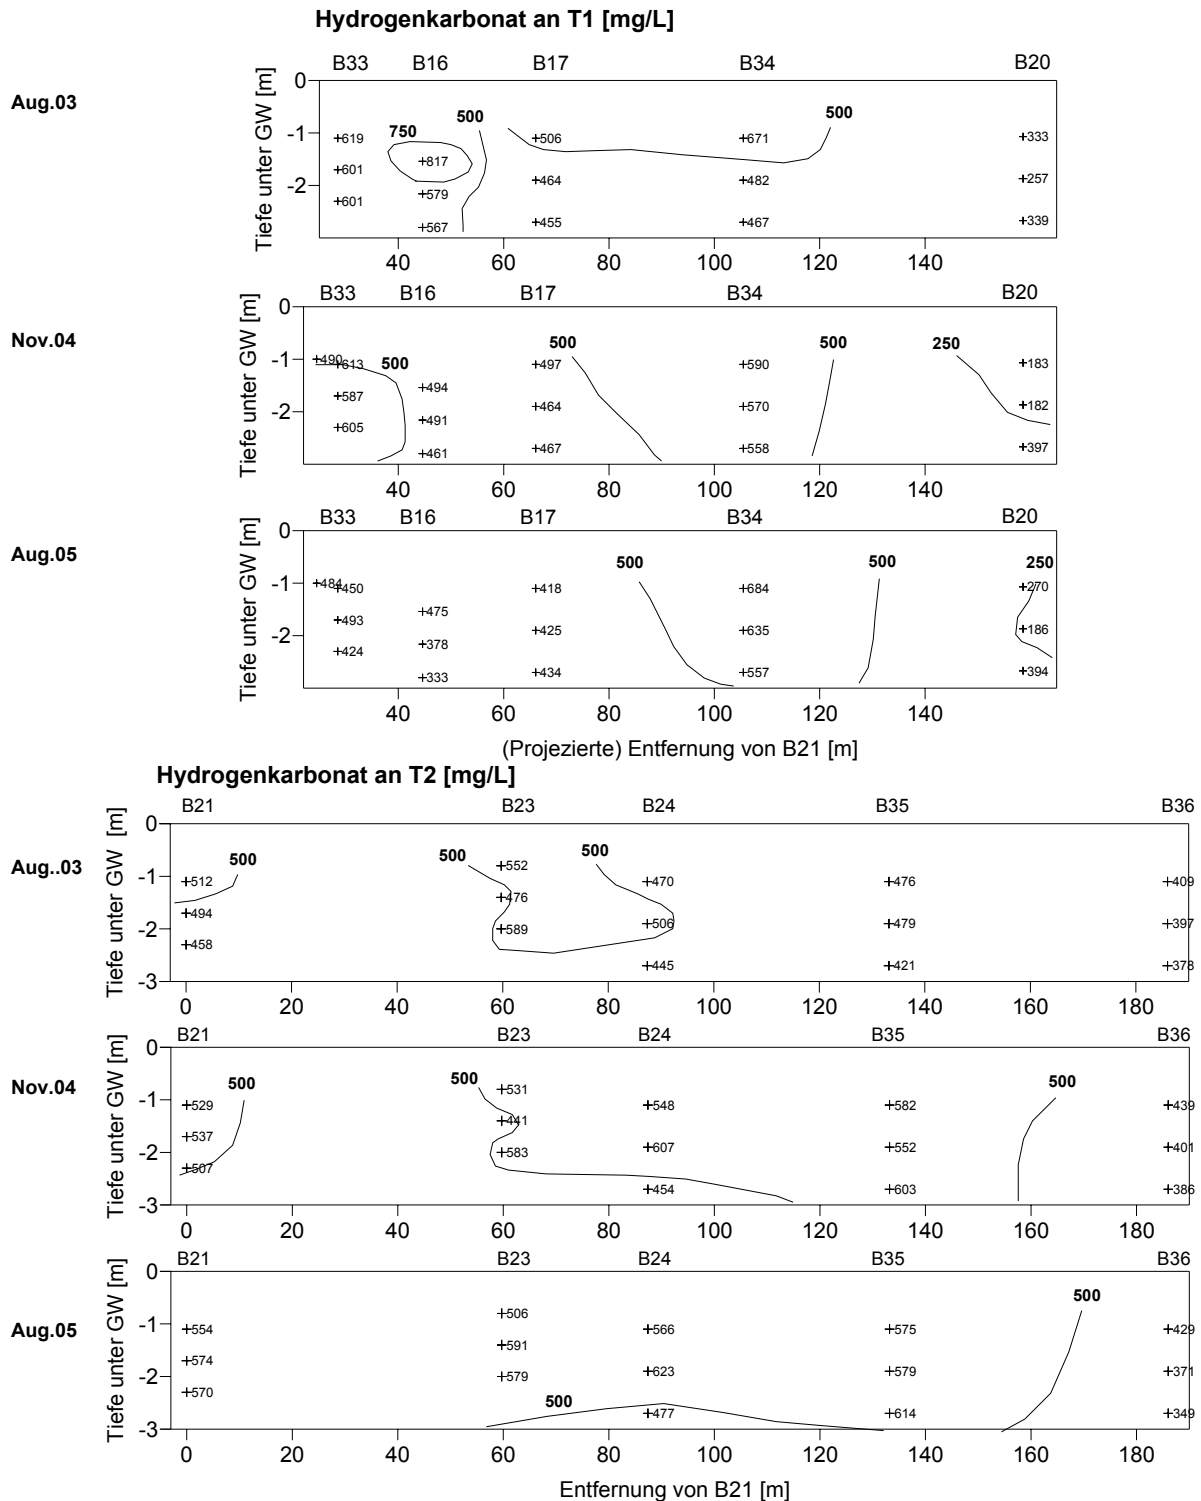 Hydrogenkarbonat an T1 [mg/L]
B33 B16 B17 B34 B20
Aug.03
Tiefe unter GW [m]
0
-1
-2
750 500 500
+619 +817 +506 +671 +333
+601 +579 +464 +482 +257
+601 +567 +455 +467 +339
40 60 80 100 120 140
B33 B16 B17 B34 B20
Nov.04
Tiefe unter GW [m]
0
-1
-2
500 500 500 250
+490 +613 +494 +497 +590 +183
+587 +491 +464 +570 +182
+605 +461 +467 +558 +397
40 60 80 100 120 140
B33 B16 B17 B34 B20
Aug.05
Tiefe unter GW [m]
0
-1
-2
500 500 250
+484 +450 +475 +418 +684 +270
+493 +378 +425 +635 +186
+424 +333 +434 +557 +394
40 60 80 100 120 140
(Projezierte) Entfernung von B21 [m]
Hydrogenkarbonat an T2 [mg/L]
B21 B23 B24 B35 B36
Aug..03
Tiefe unter GW [m]
0
-1
-2
-3
500 500 500
+512 +552 +470 +476 +409
+494 +476 +506 +479 +397
+458 +589 +445 +421 +378
0 20 40 60 80 100 120 140 160 180
B21 B23 B24 B35 B36
Nov.04
Tiefe unter GW [m]
0
-1
-2
-3
500 500 500
+529 +531 +548 +582 +439
+537 +441 +607 +552 +401
+507 +583 +454 +603 +386
0 20 40 60 80 100 120 140 160 180
B21 B23 B24 B35 B36
Aug.05
Tiefe unter GW [m]
0
-1
-2
-3
500 500
+554 +506 +566 +575 +429
+574 +591 +623 +579 +371
+570 +579 +477 +614 +349
0 20 40 60 80 100 120 140 160 180
Entfernung von B21 [m]